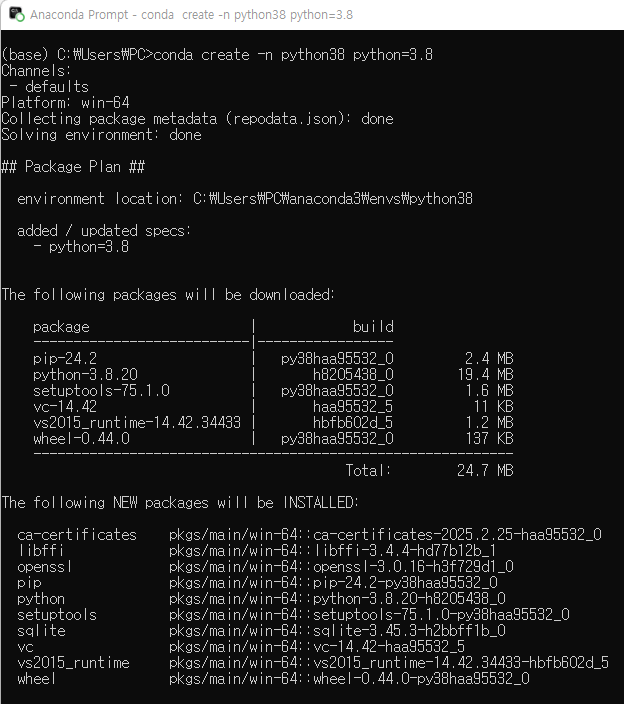 Anaconda Prompt - conda  create -n python38 python=3.8
(base) C:₩Users₩PC>conda create -n python38 python=3.8
Channels:
 - defaults
Platform: win-64
Collecting package metadata (repodata.json): done
Solving environment: done
## Package Plan ##
  environment location: C:₩Users₩PC₩anaconda3₩envs₩python38
  added / updated specs:
    - python=3.8
The following packages will be downloaded:
    package                    |            build
    ---------------------------|-----------------
    pip-24.2                   |   py38haa95532_0         2.4 MB
    python-3.8.20              |       h8205438_0        19.4 MB
    setuptools-75.1.0          |   py38haa95532_0         1.6 MB
    vc-14.42                   |       haa95532_5          11 KB
    vs2015_runtime-14.42.34433 |       hbfb602d_5         1.2 MB
    wheel-0.44.0               |   py38haa95532_0         137 KB
    ------------------------------------------------------------
                                           Total:        24.7 MB
The following NEW packages will be INSTALLED:
  ca-certificates    pkgs/main/win-64::ca-certificates-2025.2.25-haa95532_0
  libffi             pkgs/main/win-64::libffi-3.4.4-hd77b12b_1
  openssl            pkgs/main/win-64::openssl-3.0.16-h3f729d1_0
  pip                pkgs/main/win-64::pip-24.2-py38haa95532_0
  python             pkgs/main/win-64::python-3.8.20-h8205438_0
  setuptools         pkgs/main/win-64::setuptools-75.1.0-py38haa95532_0
  sqlite             pkgs/main/win-64::sqlite-3.45.3-h2bbff1b_0
  vc                 pkgs/main/win-64::vc-14.42-haa95532_5
  vs2015_runtime     pkgs/main/win-64::vs2015_runtime-14.42.34433-hbfb602d_5
  wheel              pkgs/main/win-64::wheel-0.44.0-py38haa95532_0